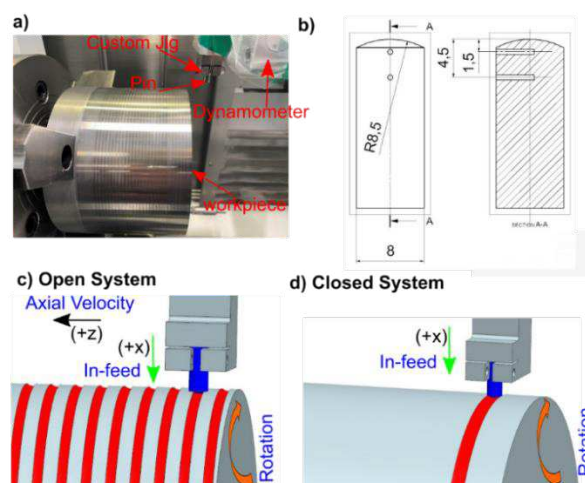 a)
Custom Jig
Pin
Dynamometer
workpiece
b)
A
4,5
1,5
R8,5
A
8
section A-A
c) Open System
Axial Velocity
(+z)
(+x)
In-feed
Rotation
d) Closed System
(+x)
In-feed
Rotation